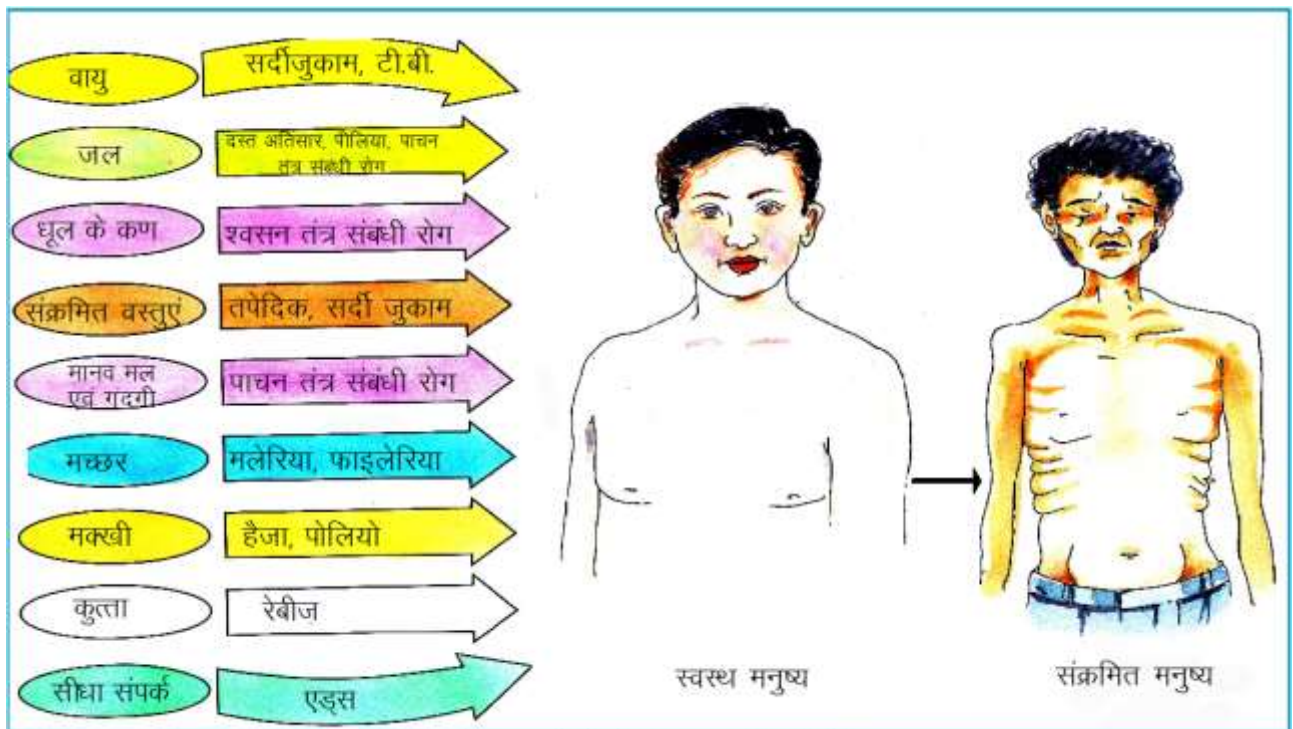 वायु
सर्दीजुकाम, टी.बी.
जल
दस्त अतिसार, पीलिया, पाचन
तंत्र संबंधी रोग
धूल के कण
श्वसन तंत्र संबंधी रोग
संक्रमित वस्तुएं
तपेदिक, सर्दी जुकाम
मानव मल
एवं गंदगी
पाचन तंत्र संबंधी रोग
मच्छर
मलेरिया, फाइलेरिया
मक्खी
हैजा, पोलियो
कुत्ता
रेबीज
सीधा संपर्क
एड्स
स्वस्थ मनुष्य
संक्रमित मनुष्य